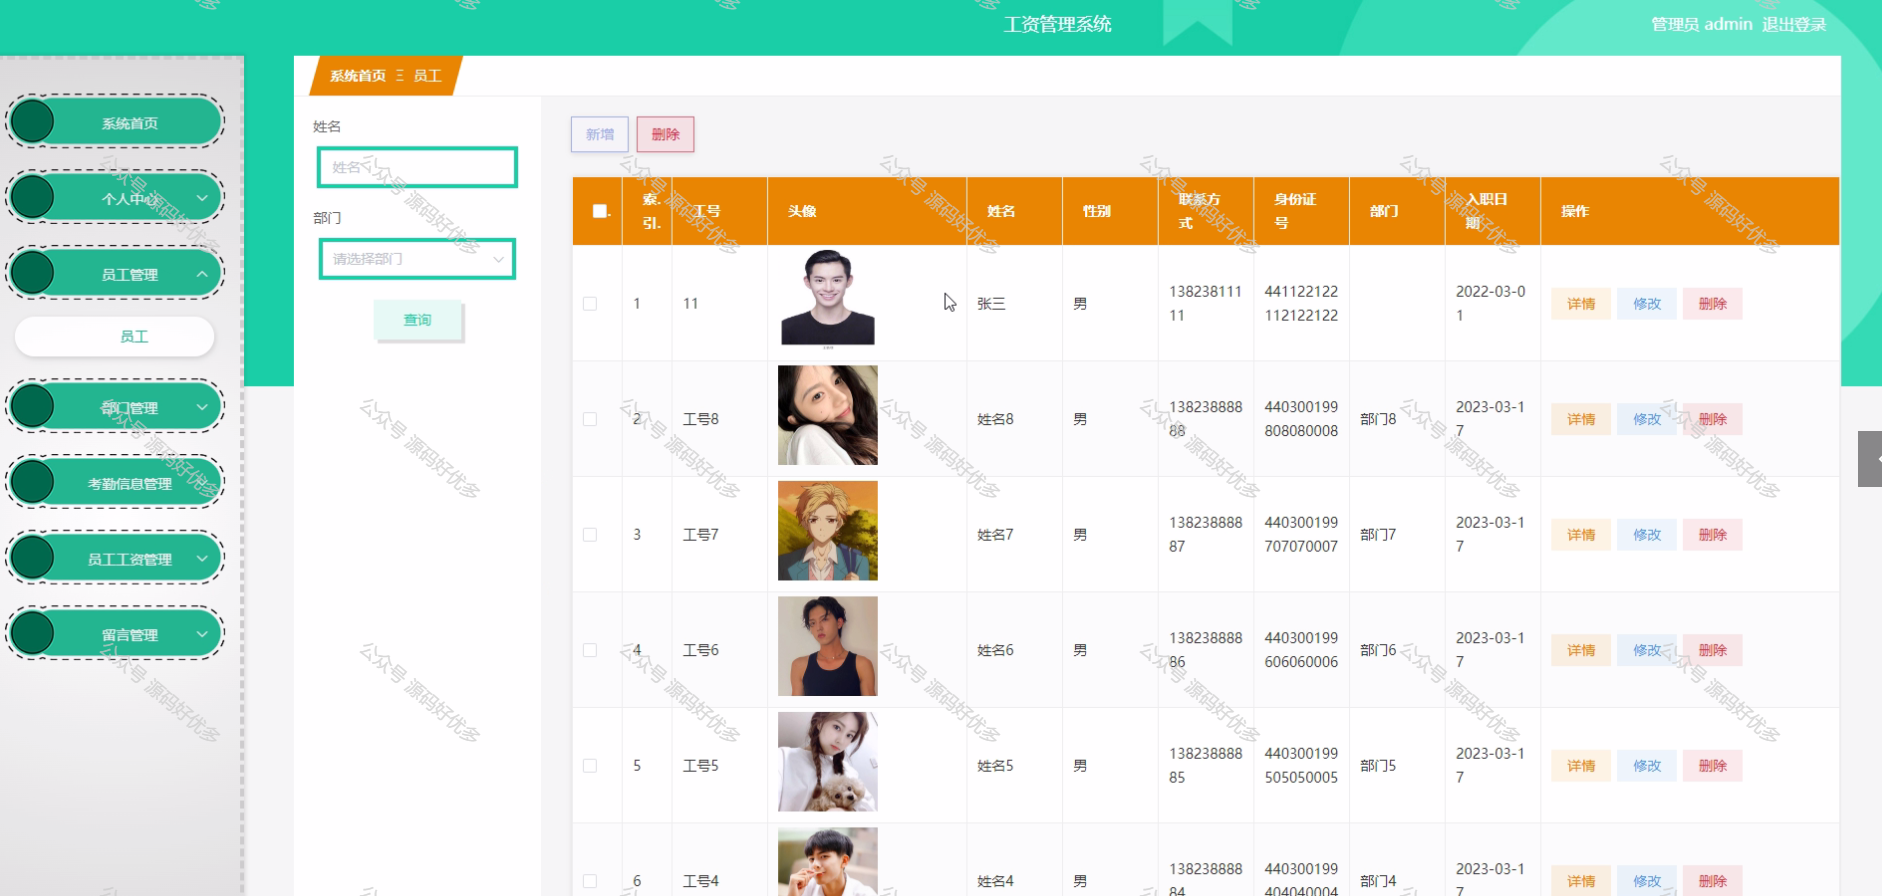 工资管理系统
管理员 admin 退出登录
系统首页 三 员工
系统首页
个人中心
员工管理
员工
部门管理
考勤信息管理
员工工资管理
留言管理
姓名
姓名
部门
请选择部门
查询
新增 删除
索引. 工号 头像 姓名 性别 联系方式 身份证号 部门 入职日期 操作
1 11 张三 男 13823811111 441122122112122122 2022-03-01 详情 修改 删除
2 工号8 姓名8 男 13823888888 440300199808080008 部门8 2023-03-17 详情 修改 删除
3 工号7 姓名7 男 13823888887 440300199707070007 部门7 2023-03-17 详情 修改 删除
4 工号6 姓名6 男 13823888886 440300199606060006 部门6 2023-03-17 详情 修改 删除
5 工号5 姓名5 男 13823888885 440300199505050005 部门5 2023-03-17 详情 修改 删除
6 工号4 姓名4 男 13823888884 440300199404040004 部门4 2023-03-17 详情 修改 删除
公众号 源码好优多